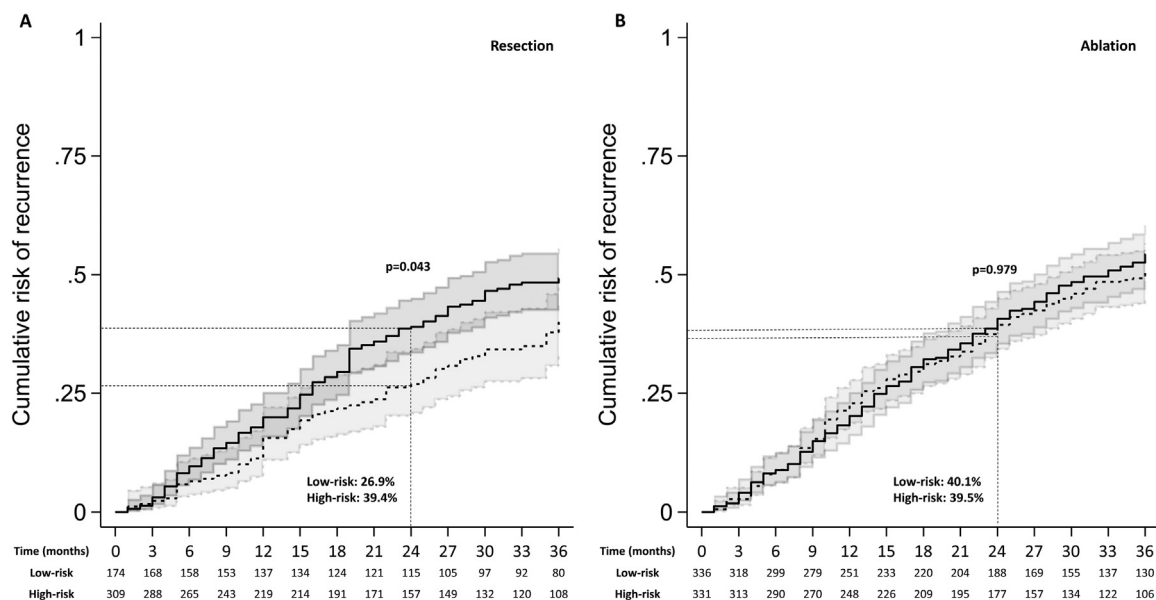 A
Resection
Cumulative risk of recurrence
1
.75
.5
.25
0
p=0.043
Low-risk: 26.9%
High-risk: 39.4%
Time (months) 0 3 6 9 12 15 18 21 24 27 30 33 36
Low-risk 174 168 158 153 137 134 124 121 115 105 97 92 80
High-risk 309 288 265 243 219 214 191 171 157 149 132 120 108
B
Ablation
Cumulative risk of recurrence
1
.75
.5
.25
0
p=0.979
Low-risk: 40.1%
High-risk: 39.5%
Time (months) 0 3 6 9 12 15 18 21 24 27 30 33 36
Low-risk 336 318 299 279 251 233 220 204 188 169 155 137 130
High-risk 331 313 290 270 248 226 209 195 177 157 134 122 106